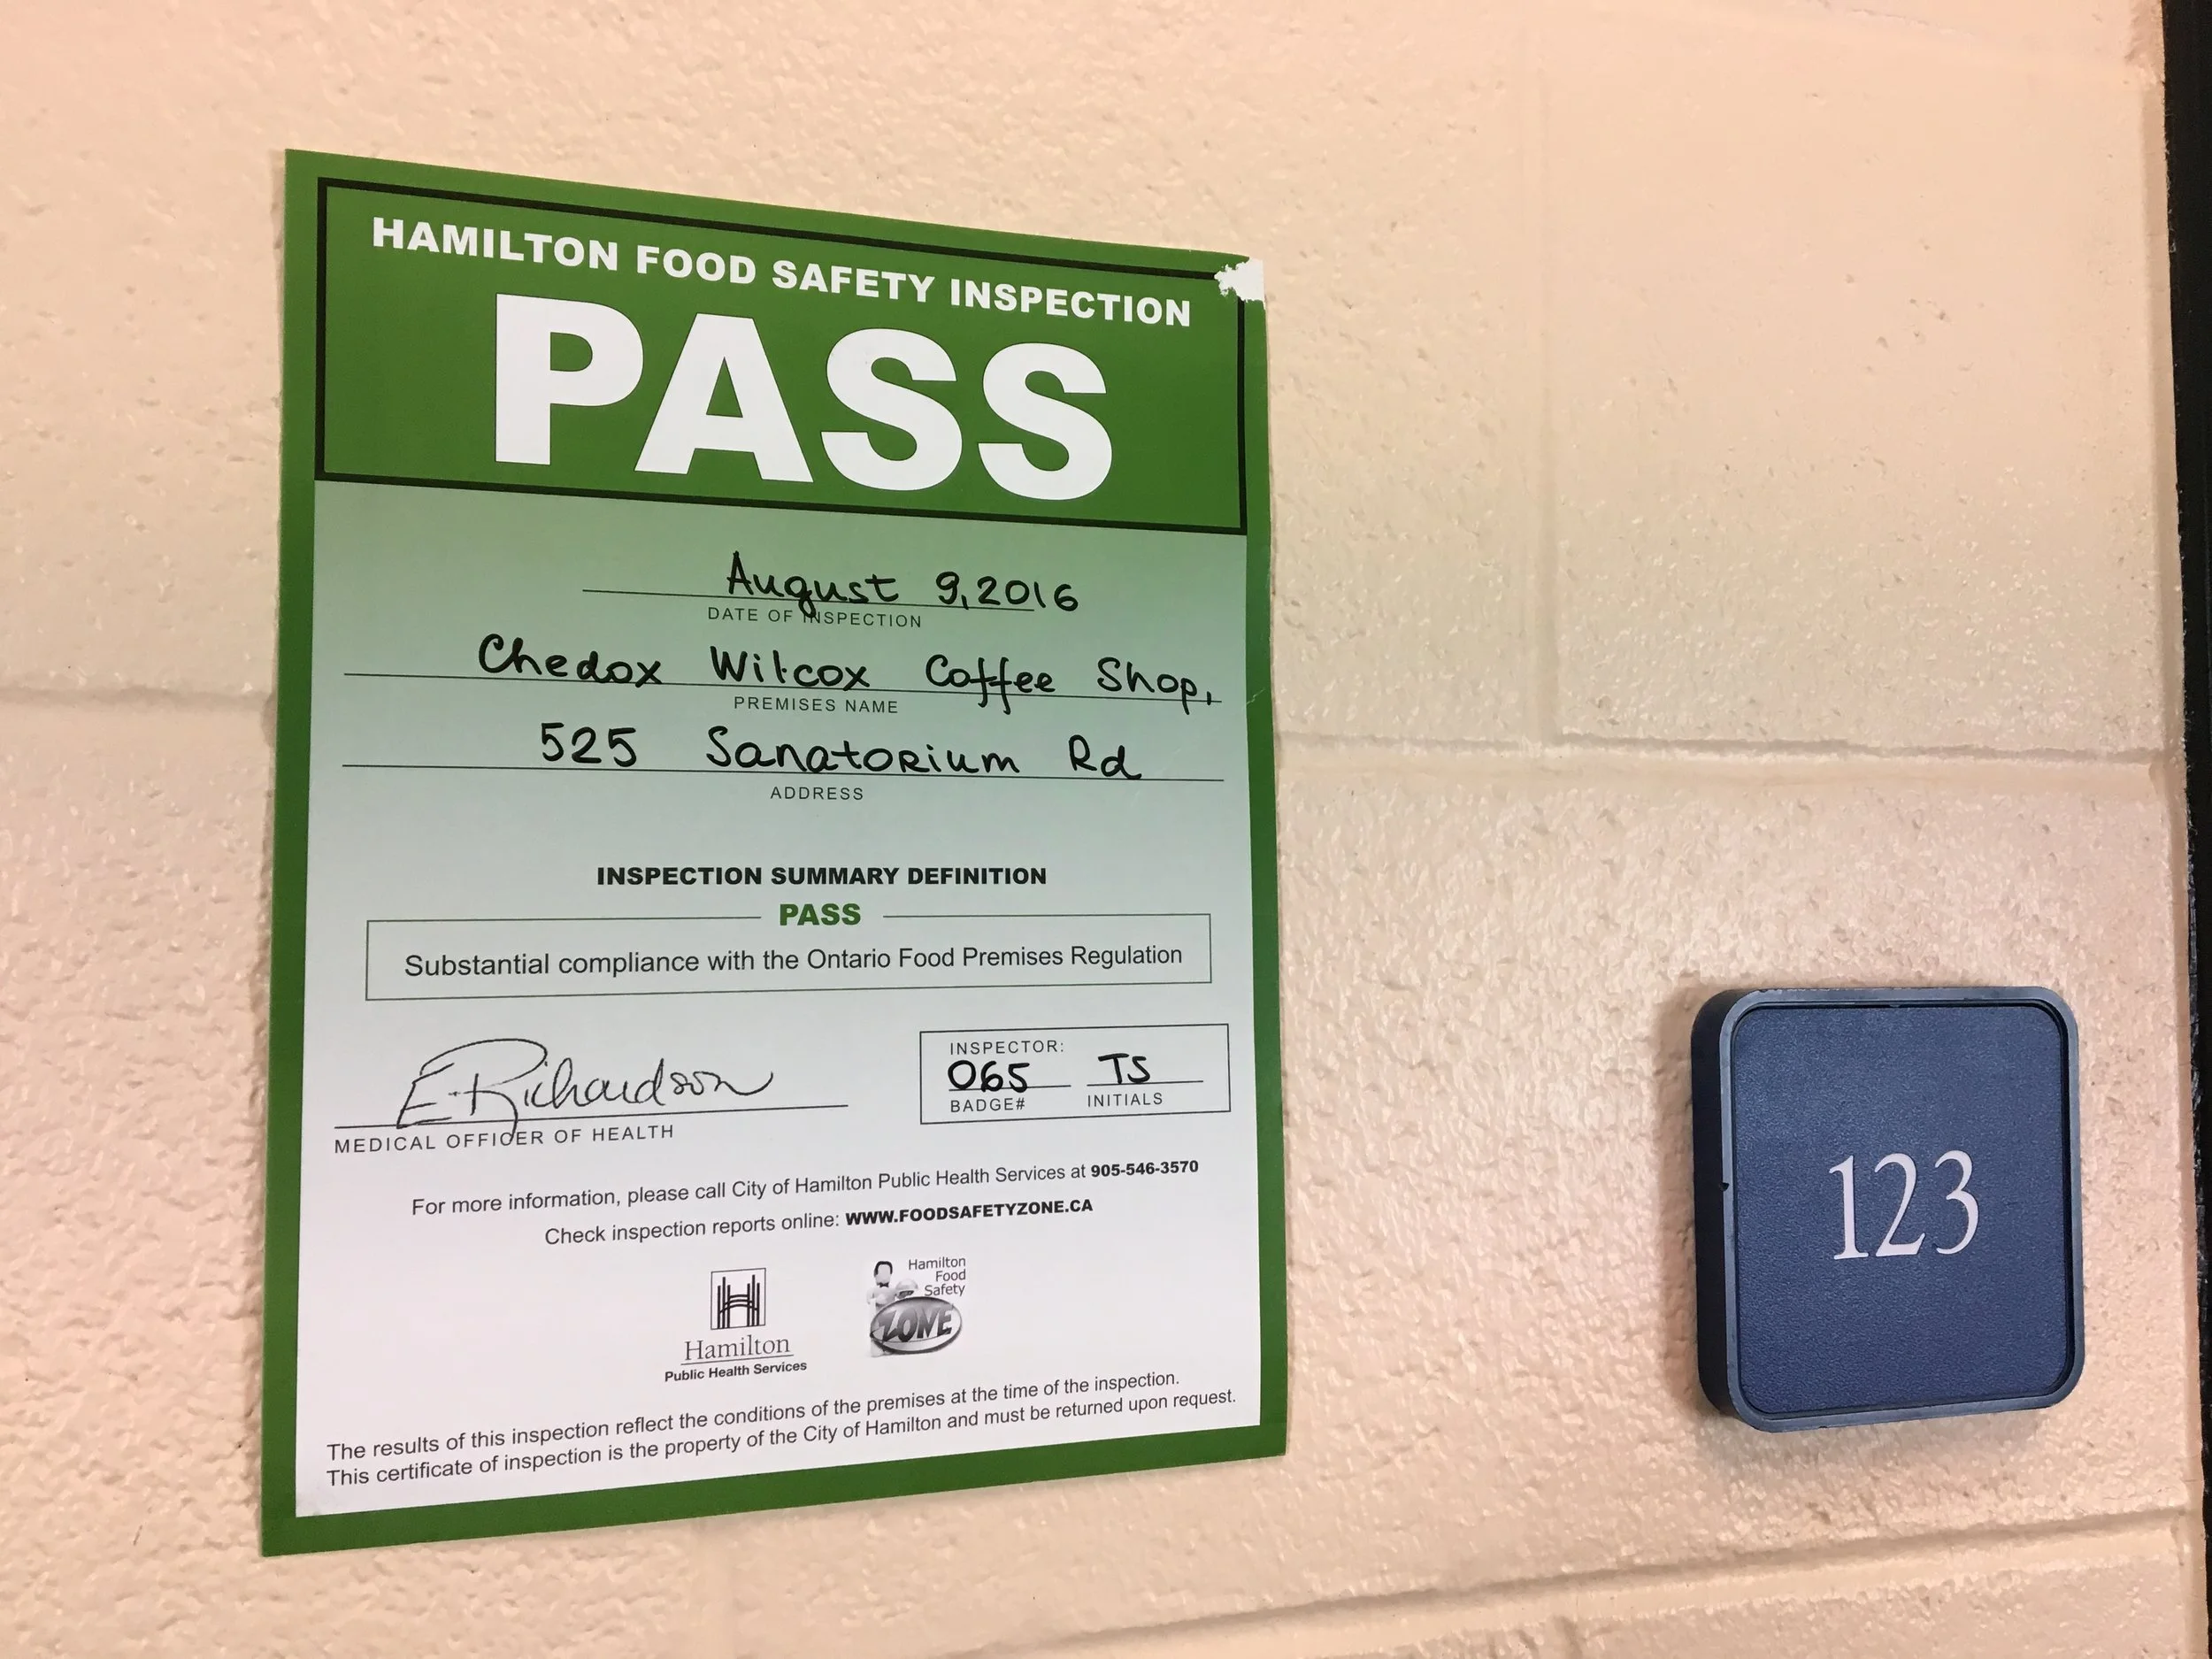 HAMILTON FOOD SAFETY INSPECTION
PASS
August 9, 2016
DATE OF INSPECTION
Chedox Wilcox Coffee Shop,
PREMISES NAME
525 Sanatorium Rd
ADDRESS
INSPECTION SUMMARY DEFINITION
PASS
Substantial compliance with the Ontario Food Premises Regulation
E. Richardson
MEDICAL OFFICER OF HEALTH
INSPECTOR:
065 TS
BADGE# INITIALS
For more information, please call City of Hamilton Public Health Services at 905-546-3570
Check inspection reports online: WWW.FOODSAFETYZONE.CA
Hamilton
Public Health Services
Hamilton
Food
Safety
ZONE
The results of this inspection reflect the conditions of the premises at the time of the inspection.
This certificate of inspection is the property of the City of Hamilton and must be returned upon request.
123